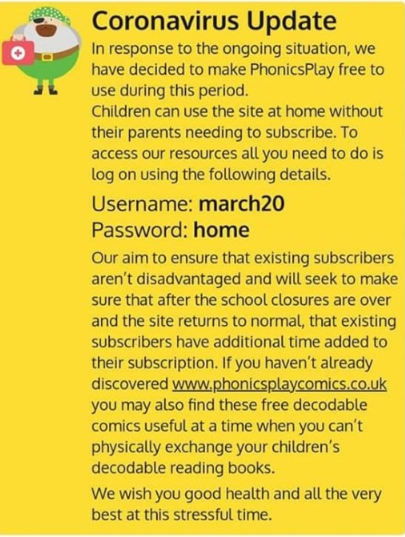 Coronavirus Update
In response to the ongoing situation, we
have decided to make PhonicsPlay free to
use during this period.
Children can use the site at home without
their parents needing to subscribe. To
access our resources all you need to do is
log on using the following details.
Username: march20
Password: home
Our aim to ensure that existing subscribers
aren't disadvantaged and will seek to make
sure that after the school closures are over
and the site returns to normal, that existing
subscribers have additional time added to
their subscription. If you haven't already
discovered www.phonicsplaycomics.co.uk
you may also find these free decodable
comics useful at a time when you can't
physically exchange your children's
decodable reading books.
We wish you good health and all the very
best at this stressful time.